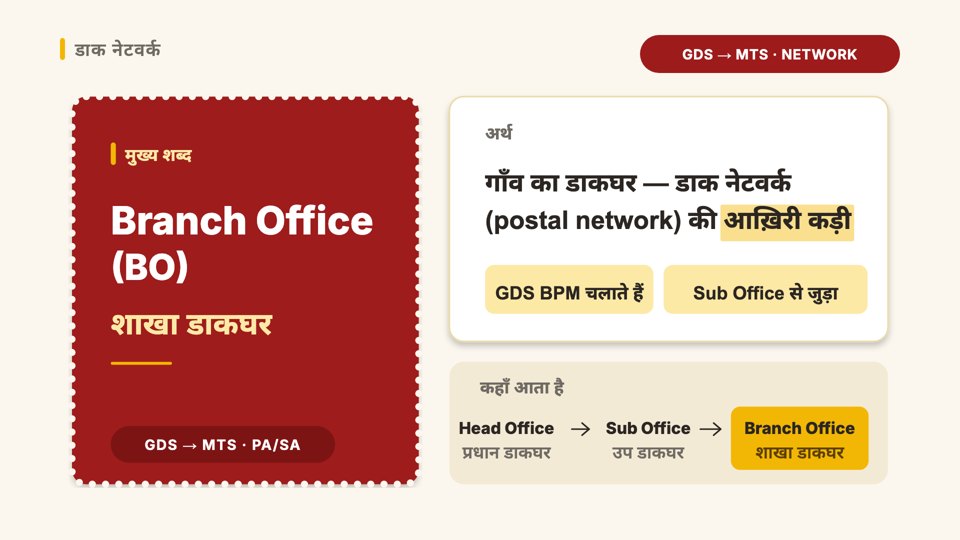 डाक नेटवर्क
GDS → MTS · NETWORK
मुख्य शब्द
Branch Office
(BO)
शाखा डाकघर
GDS → MTS · PA/SA
अर्थ
गाँव का डाकघर — डाक नेटवर्क
(postal network) की आख़िरी कड़ी
GDS BPM चलाते हैं
Sub Office से जुड़ा
कहाँ आता है
Head Office → Sub Office → Branch Office
प्रधान डाकघर उप डाकघर शाखा डाकघर